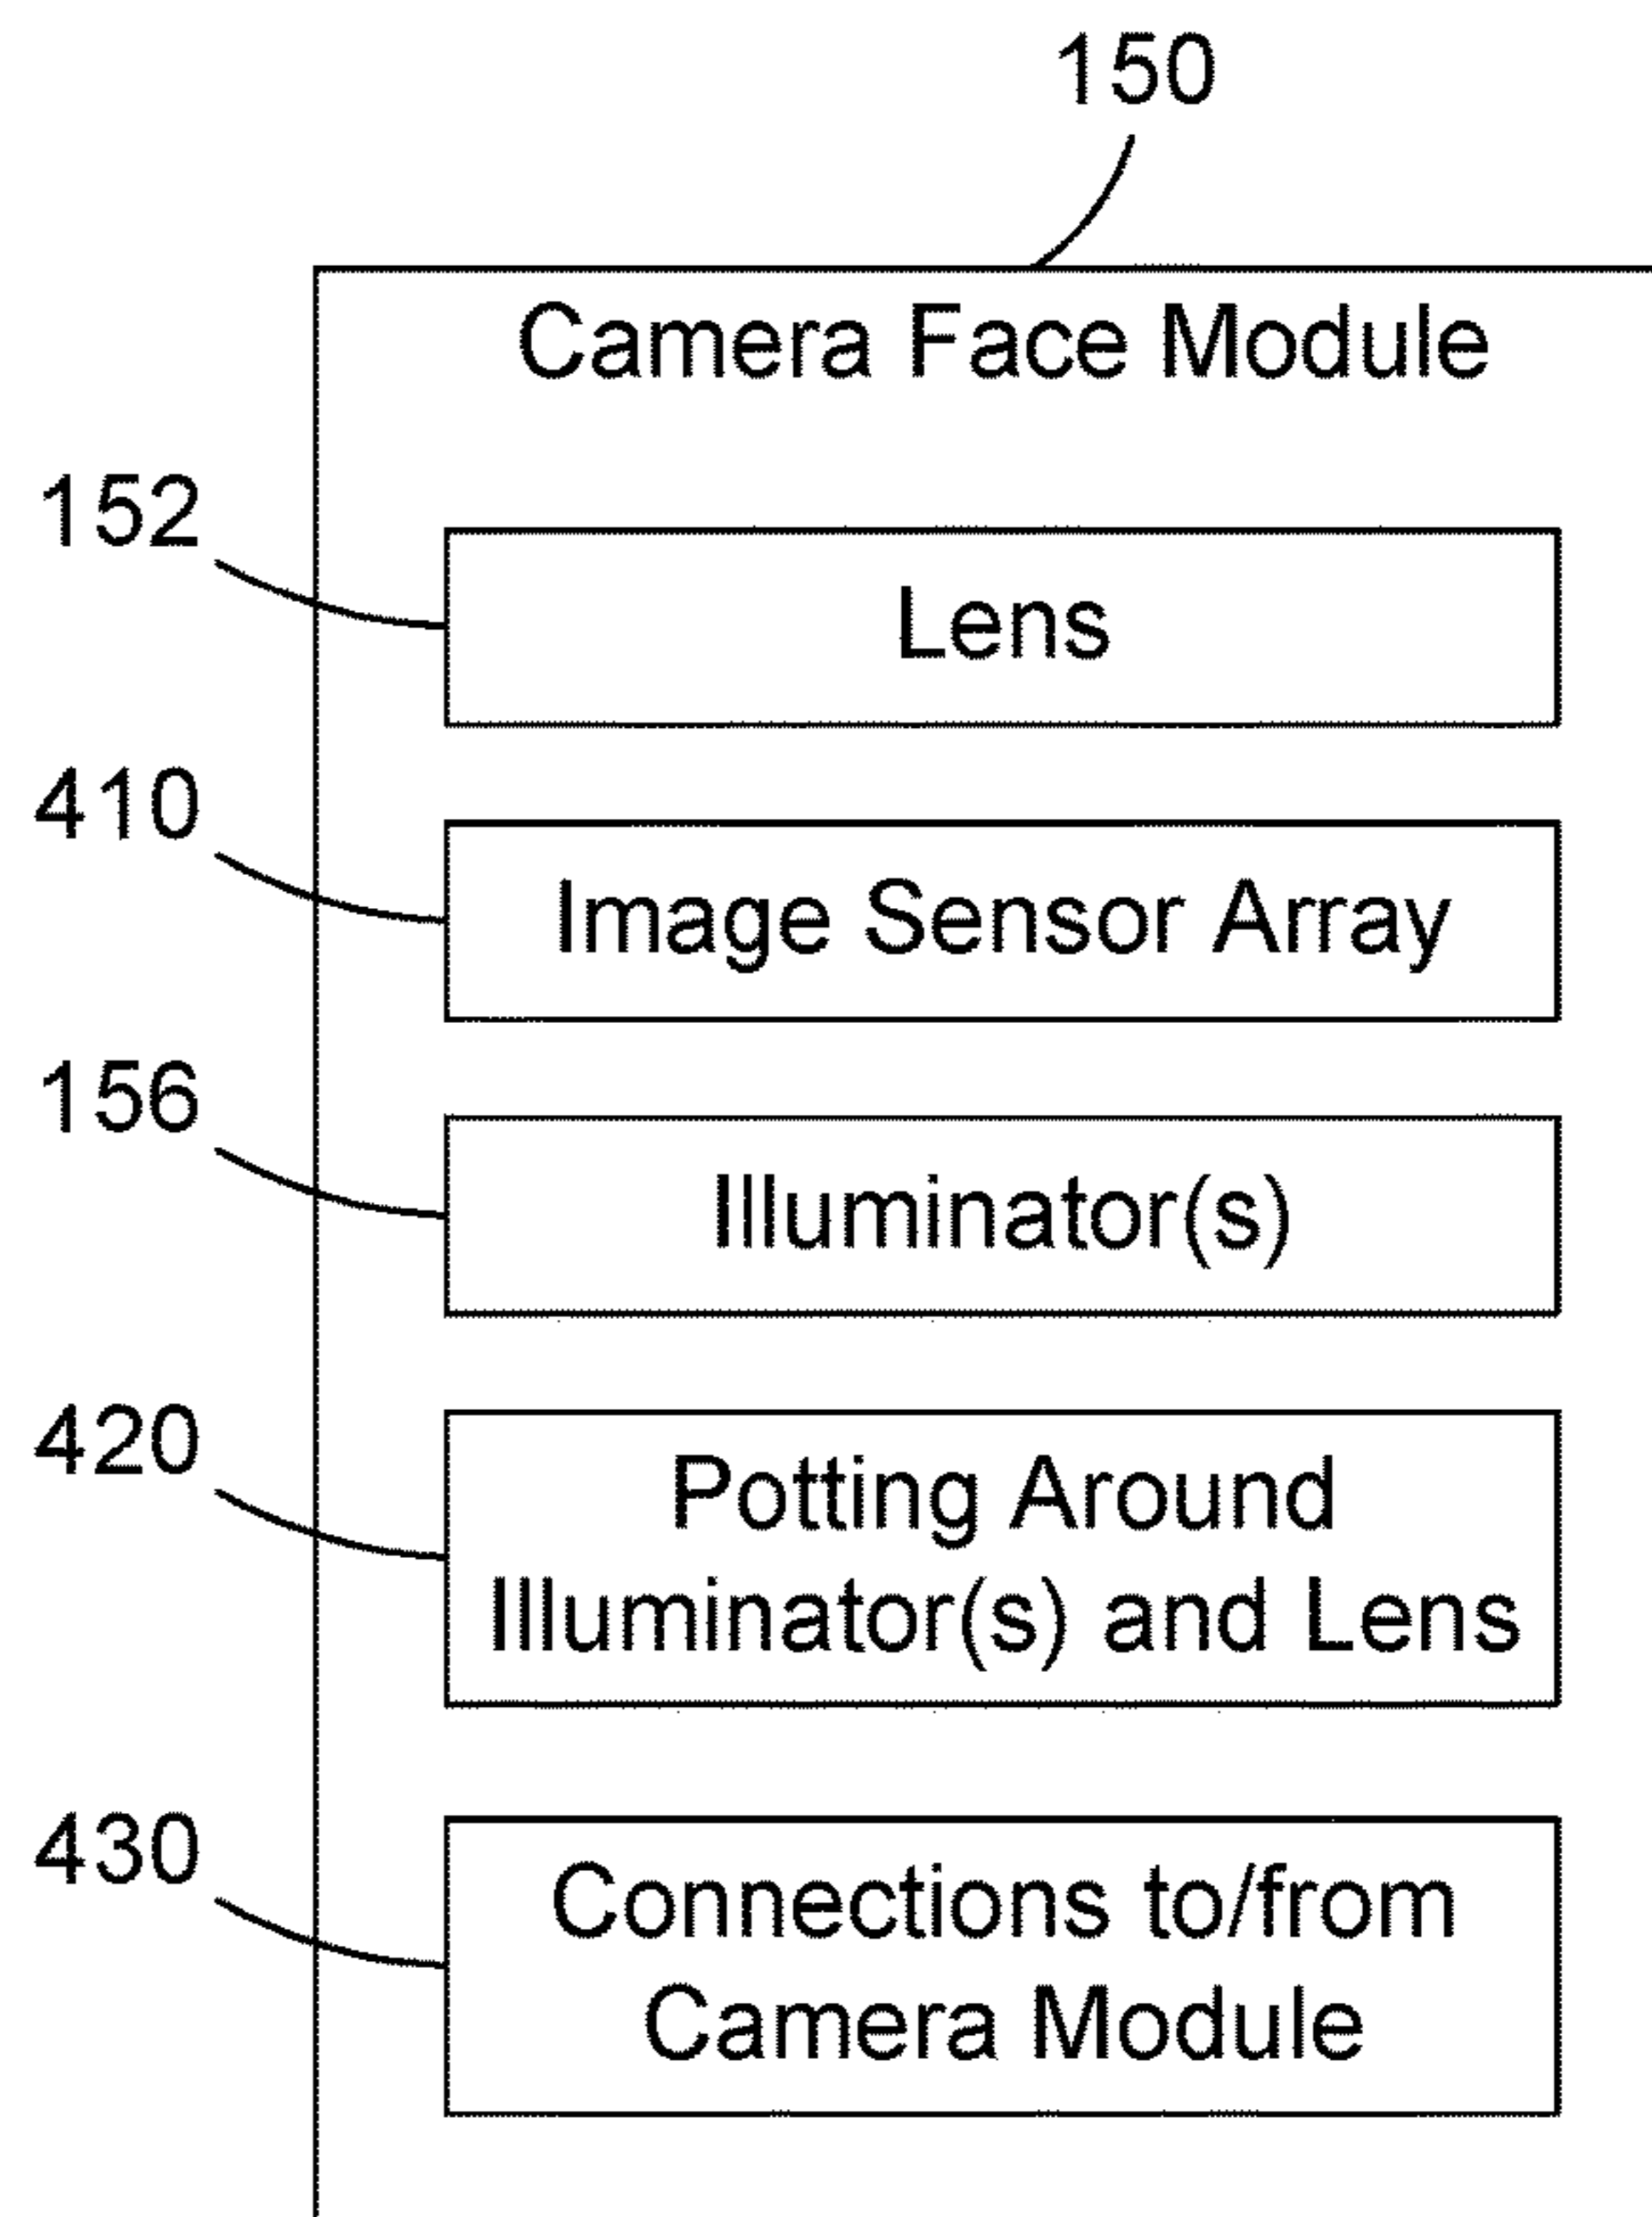 150
Camera Face Module
152
Lens
410
Image Sensor Array
156
Illuminator(s)
420
Potting Around
Illuminator(s) and Lens
430
Connections to/from
Camera Module